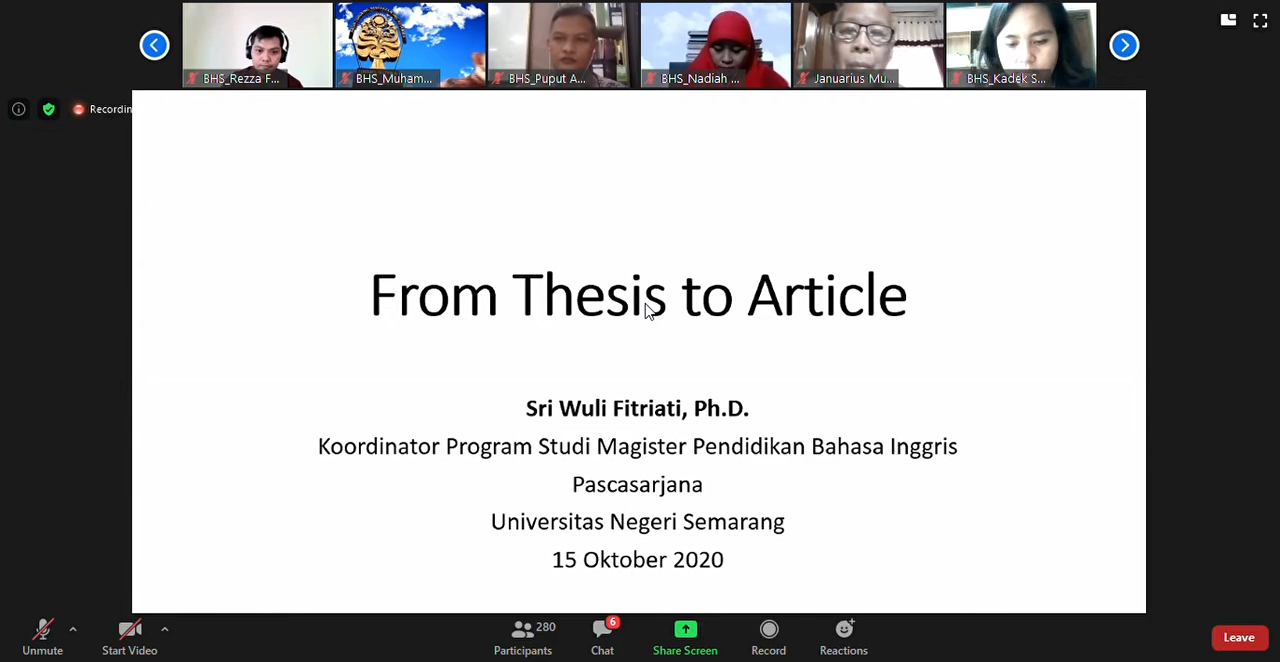 BHS_Rezza F...
BHS_Muham...
BHS_Puput A...
BHS_Nadiah ...
Januarius Mu...
BHS_Kadek S...
Recordin
From Thesis to Article
Sri Wuli Fitriati, Ph.D.
Koordinator Program Studi Magister Pendidikan Bahasa Inggris
Pascasarjana
Universitas Negeri Semarang
15 Oktober 2020
280
6
Unmute
Start Video
Participants
Chat
Share Screen
Record
Reactions
Leave